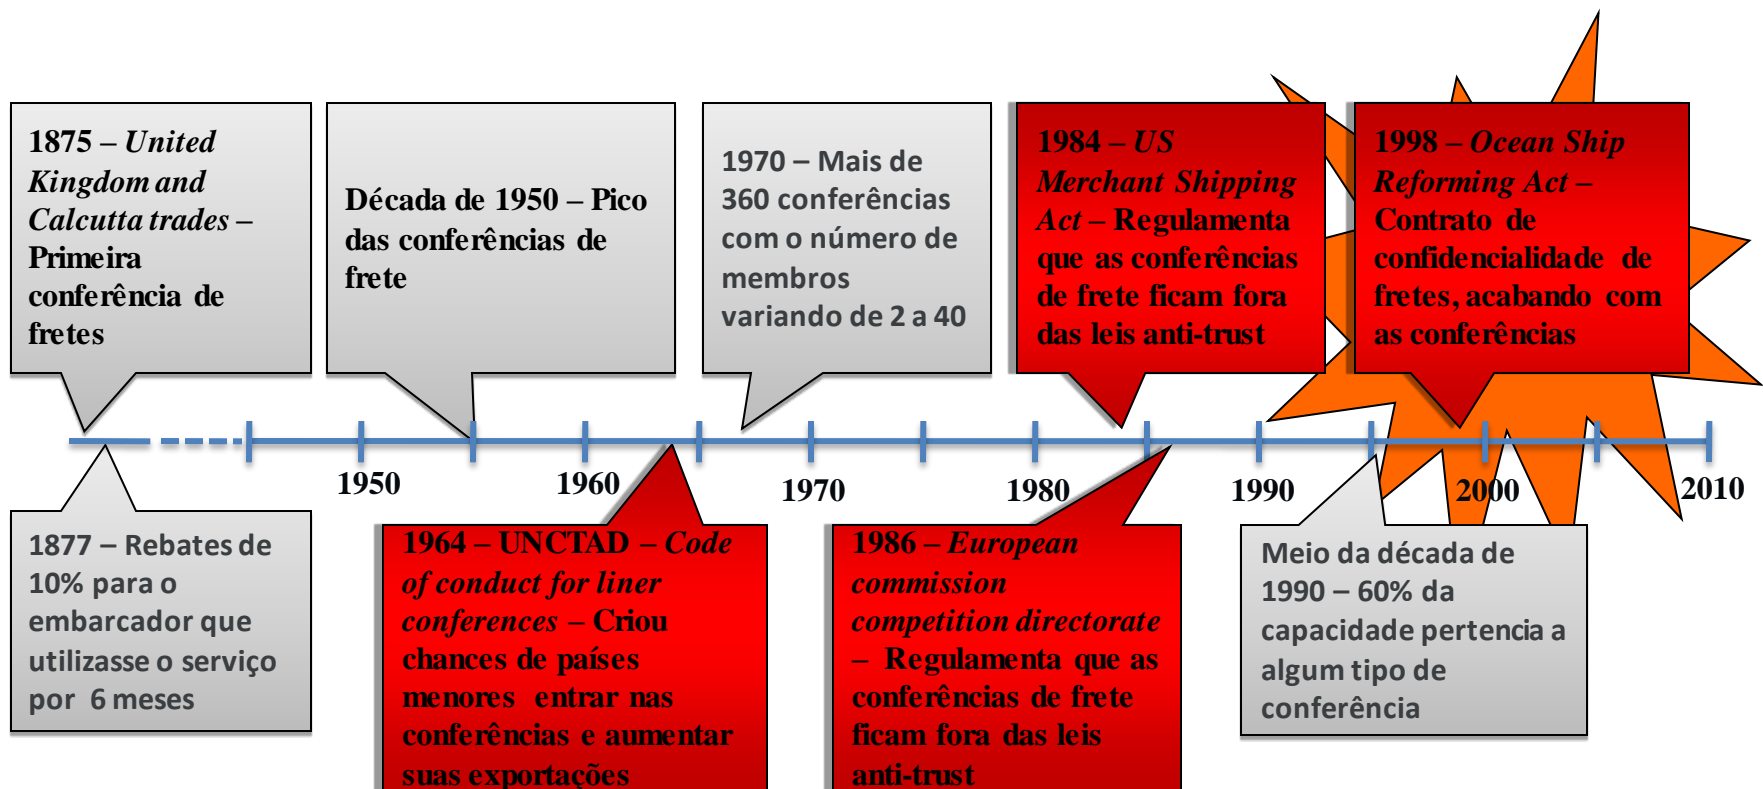 1875 – United
Kingdom and
Calcutta trades –
Primeira
conferência de
fretes
Década de 1950 – Pico
das conferências de
frete
1970 – Mais de
360 conferências
com o número de
membros
variando de 2 a 40
1984 – US
Merchant Shipping
Act – Regulamenta
que as conferências
de frete ficam fora
das leis anti-trust
1998 – Ocean Ship
Reforming Act –
Contrato de
confidencialidade de
fretes, acabando com
as conferências
1950
1960
1970
1980
1990
2000
2010
1877 – Rebates de
10% para o
embarcador que
utilizasse o serviço
por 6 meses
1964 – UNCTAD – Code
of conduct for liner
conferences – Criou
chances de países
menores entrar nas
conferências e aumentar
suas exportações
1986 – European
commission
competition directorate
– Regulamenta que as
conferências de frete
ficam fora das leis
anti-trust
Meio da década de
1990 – 60% da
capacidade pertencia a
algum tipo de
conferência